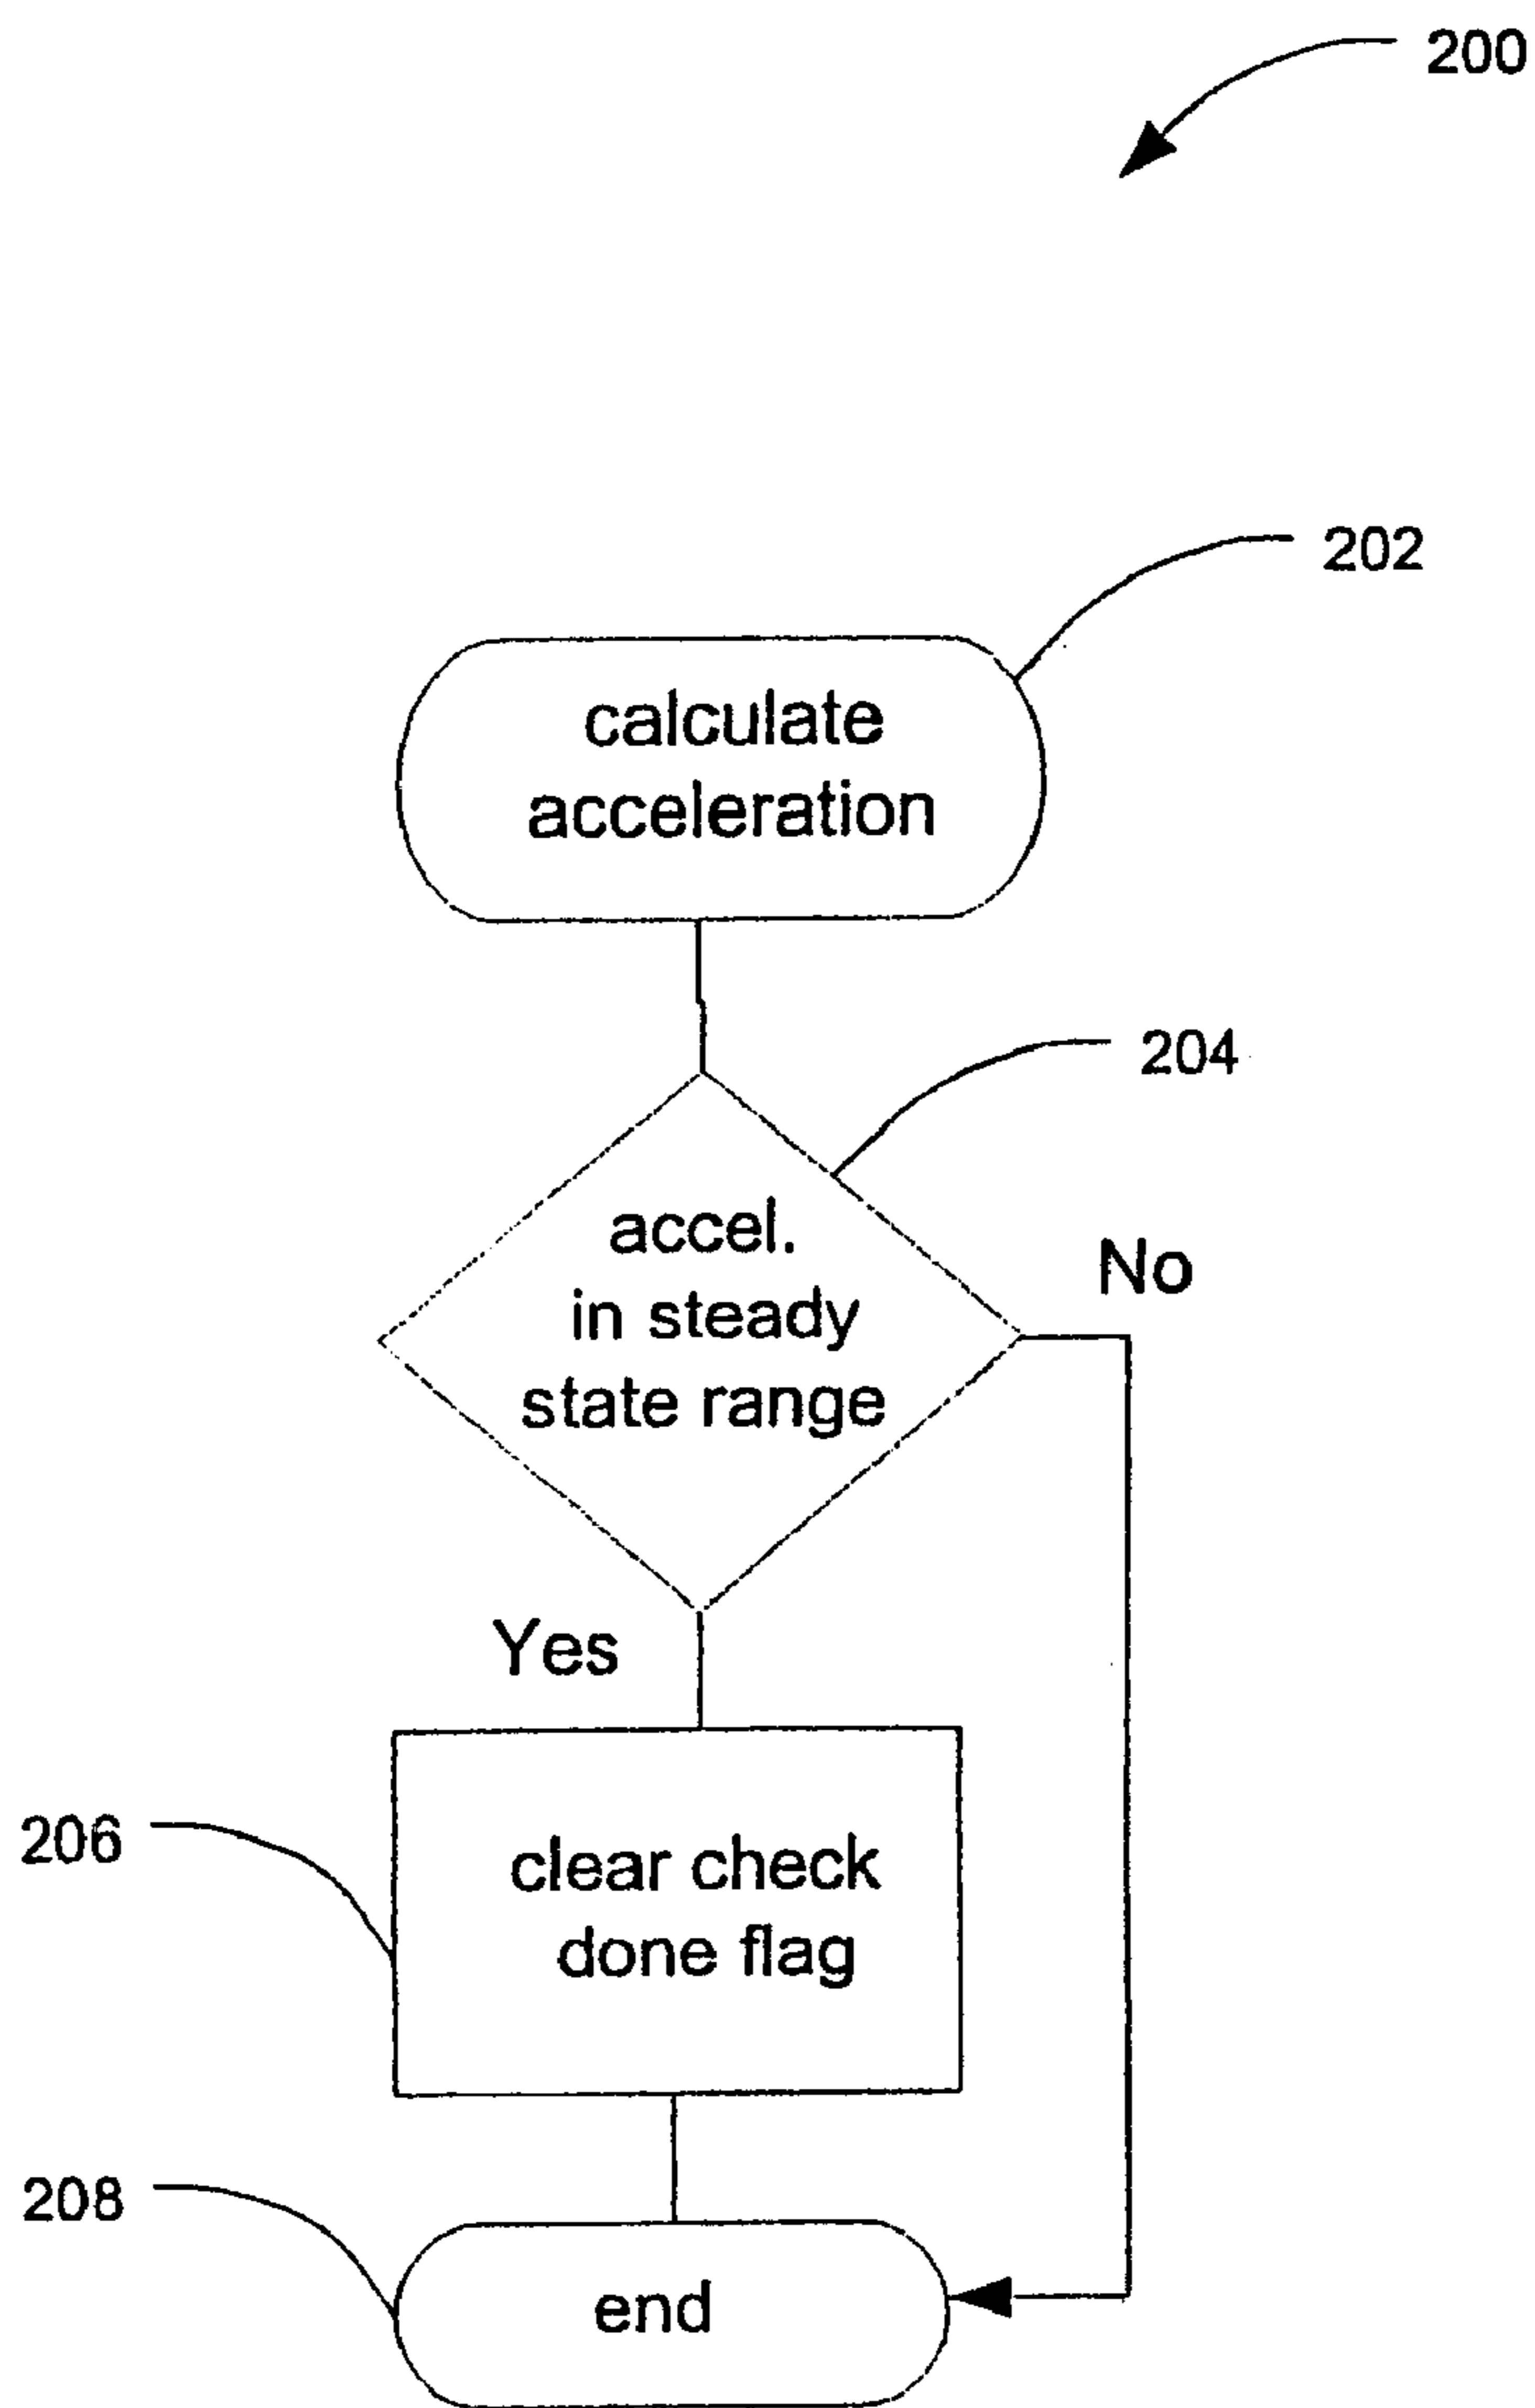 200
202
calculate
acceleration
204
accel.
in steady
state range
No
Yes
206
clear check
done flag
208
end